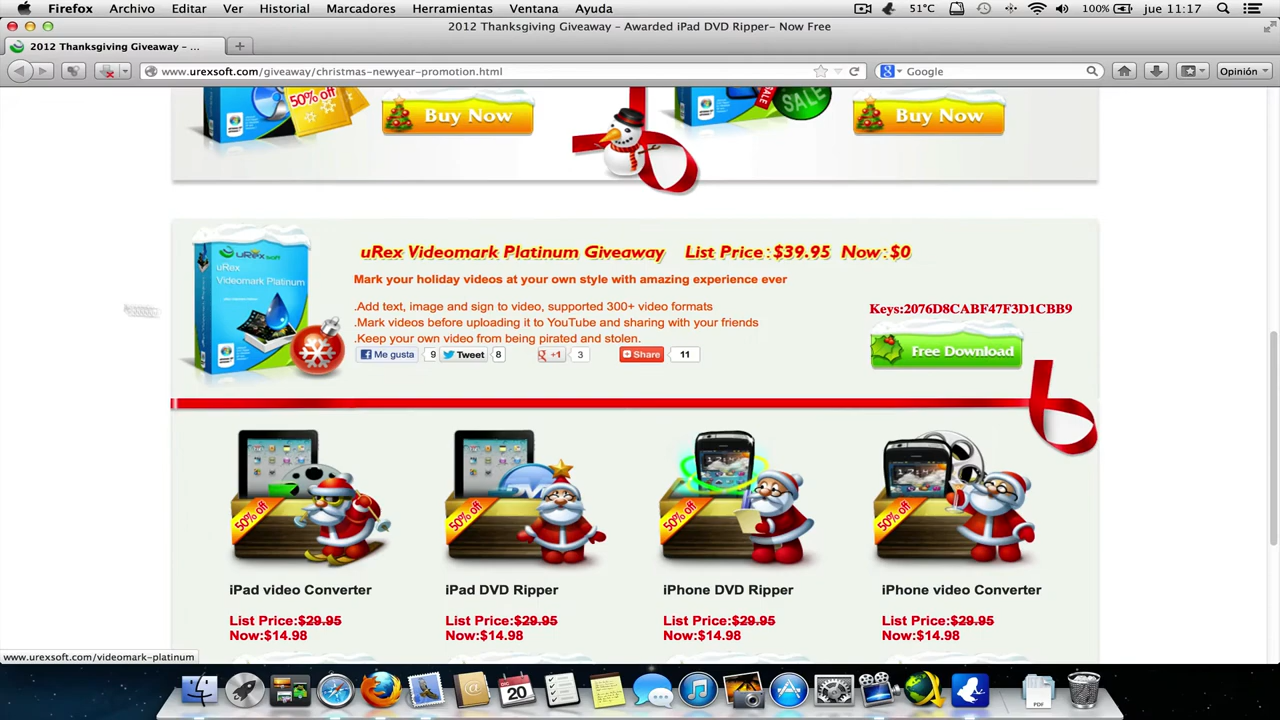 Firefox Archivo Editar Ver Historial Marcadores Herramientas Ventana Ayuda 51°C 100% jue 11:17
2012 Thanksgiving Giveaway – Awarded iPad DVD Ripper– Now Free
2012 Thanksgiving Giveaway – ...
www.urexsoft.com/giveaway/christmas-newyear-promotion.html Google Opinión
50% off Buy Now SALE SALE Buy Now
uRex Videomark Platinum Giveaway List Price:$39.95 Now:$0
Mark your holiday videos at your own style with amazing experience ever
.Add text, image and sign to video, supported 300+ video formats
.Mark videos before uploading it to YouTube and sharing with your friends
.Keep your own video from being pirated and stolen.
Me gusta 9 Tweet 8 +1 3 Share 11
uRexsoft
uRex
Videomark Platinum
Keys:2076D8CABF47F3D1CBB9
Free Download
50% off 50% off 50% off 50% off
iPad video Converter iPad DVD Ripper iPhone DVD Ripper iPhone video Converter
List Price:$29.95 List Price:$29.95 List Price:$29.95 List Price:$29.95
Now:$14.98 Now:$14.98 Now:$14.98 Now:$14.98
www.urexsoft.com/videomark-platinum
20
PDF